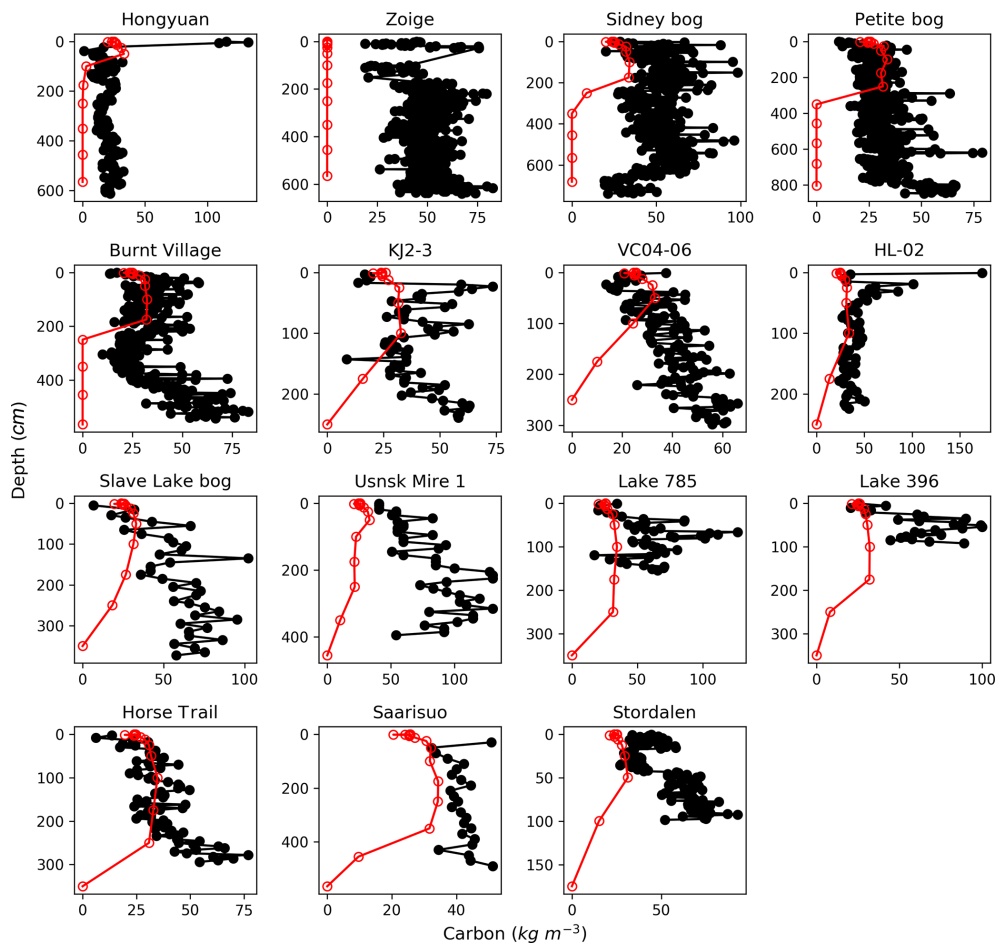 Hongyuan Zoige Sidney bog Petite bog
0 0 0 0
200 200 200 200
400 400 400 400
600 600 600 600
800
0 50 100 0 25 50 75 0 50 100 0 25 50 75
Burnt Village KJ2-3 VC04-06 HL-02
0 0 0 0
200 100 100 100
400 200 200 200
300
0 25 50 75 0 25 50 75 0 20 40 60 0 50 100 150
Depth (cm)
Slave Lake bog Usnsk Mire 1 Lake 785 Lake 396
0 0 0 0
100 200 100 100
200 400 200 200
300 300 300
0 50 100 0 50 100 0 50 100 0 25 50 75 100
Horse Trail Saarisuo Stordalen
0 0 0
100 200 50
200 400 100
300 150
0 25 50 75 0 20 40 50
Carbon (kg m⁻³)